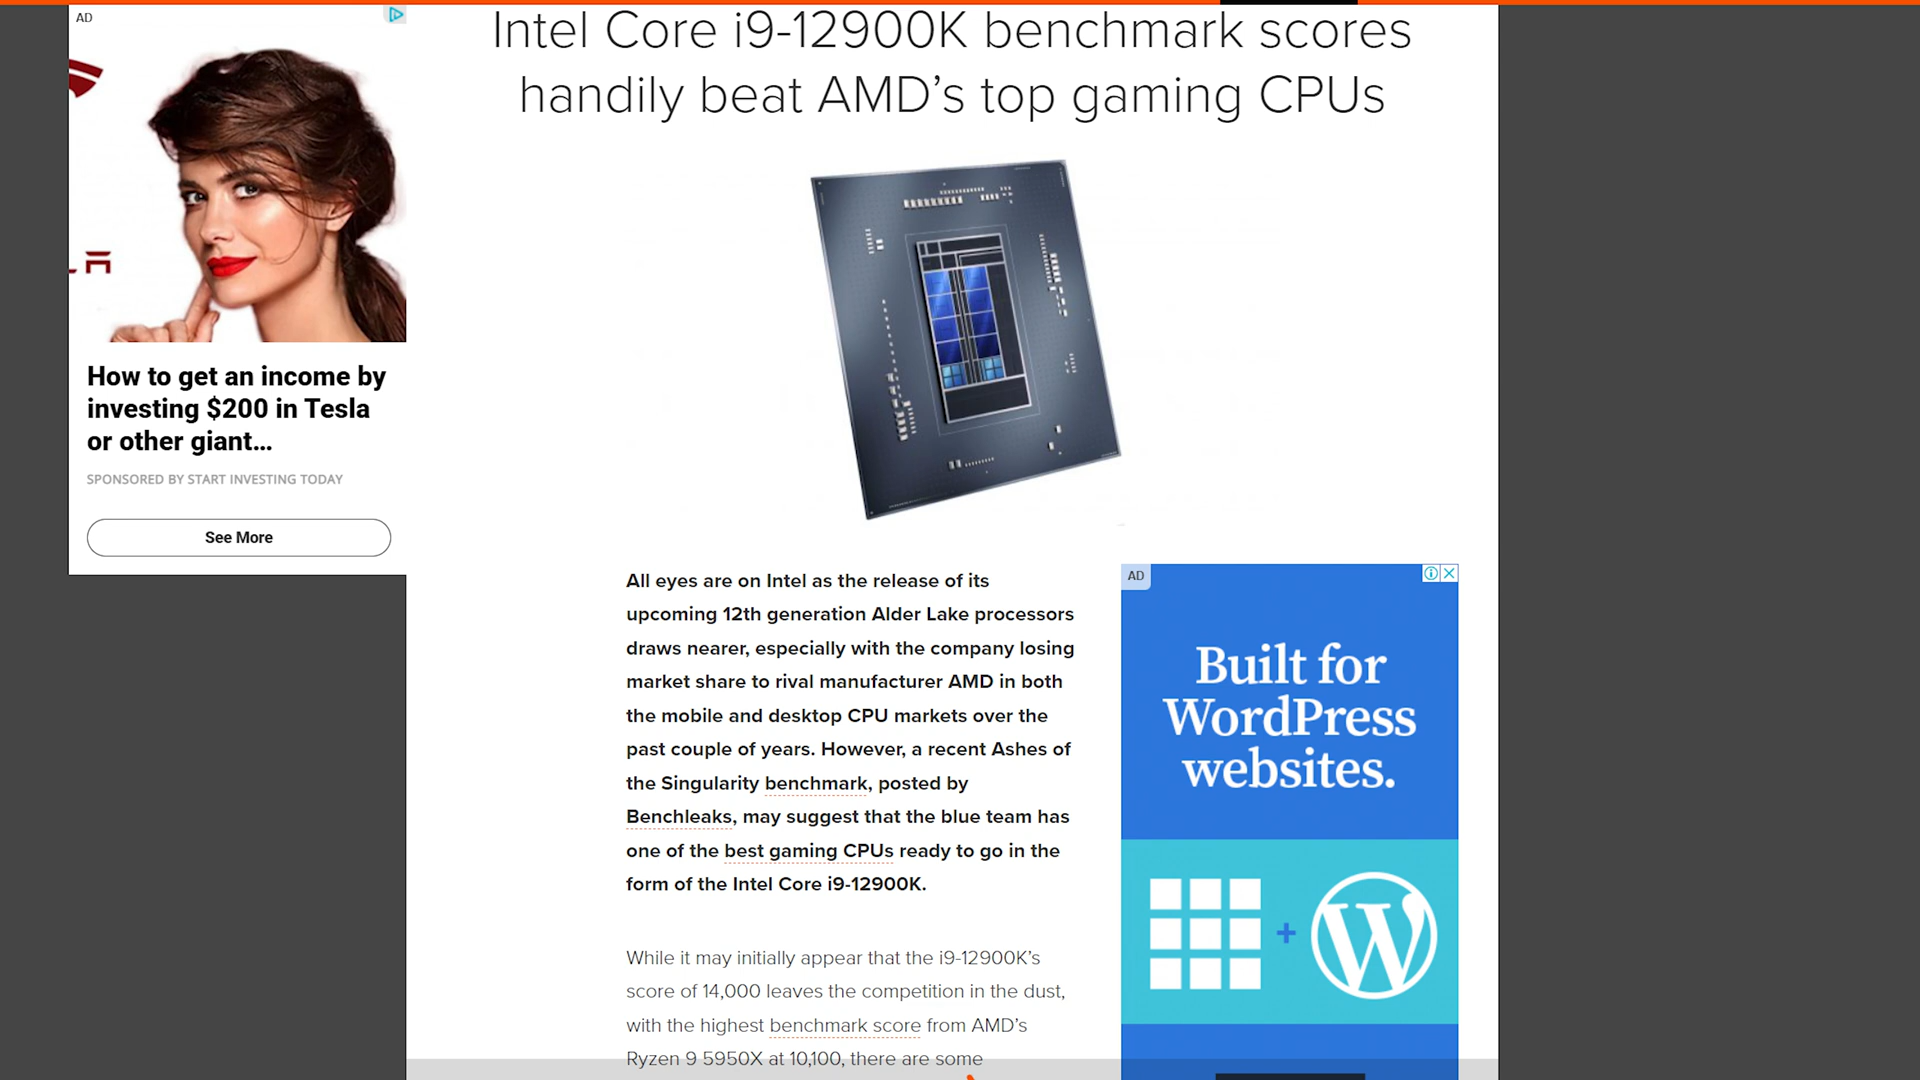 AD
Intel Core i9-12900K benchmark scores
handily beat AMD’s top gaming CPUs
How to get an income by
investing $200 in Tesla
or other giant...
SPONSORED BY START INVESTING TODAY
See More
All eyes are on Intel as the release of its
upcoming 12th generation Alder Lake processors
draws nearer, especially with the company losing
market share to rival manufacturer AMD in both
the mobile and desktop CPU markets over the
past couple of years. However, a recent Ashes of
the Singularity benchmark, posted by
Benchleaks, may suggest that the blue team has
one of the best gaming CPUs ready to go in the
form of the Intel Core i9-12900K.
While it may initially appear that the i9-12900K’s
score of 14,000 leaves the competition in the dust,
with the highest benchmark score from AMD’s
Ryzen 9 5950X at 10,100, there are some
AD
Built for
WordPress
websites.
+
W